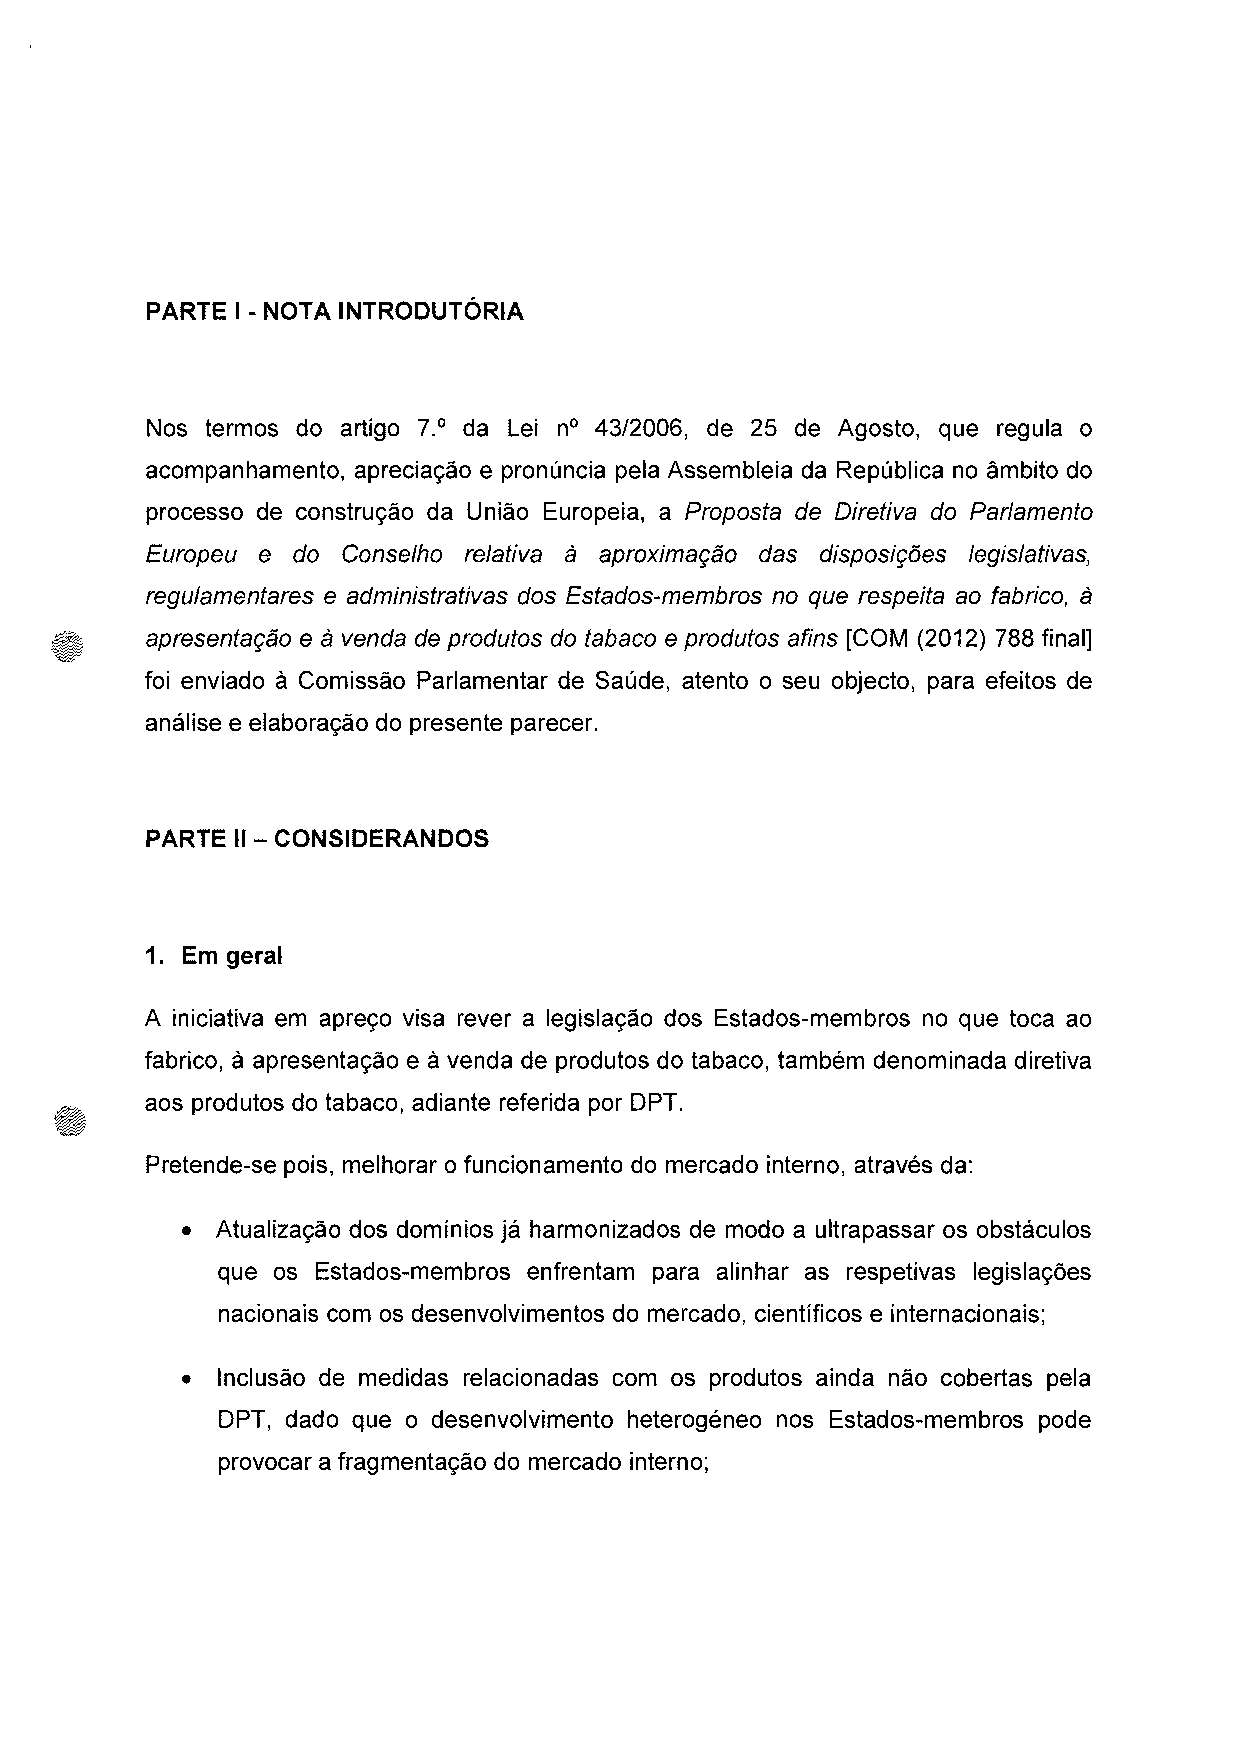 PARTE I - NOTA INTRODUTÓRIA
Nos termos do artigo 7.º da Lei nº 43/2006, de 25 de Agosto, que regula o
acompanhamento, apreciação e pronúncia pela Assembleia da República no âmbito do
processo de construção da União Europeia, a Proposta de Diretiva do Parlamento
Europeu e do Conselho relativa à aproximação das disposições legislativas,
regulamentares e administrativas dos Estados-membros no que respeita ao fabrico, à
apresentação e à venda de produtos do tabaco e produtos afins [COM (2012) 788 final]
foi enviado à Comissão Parlamentar de Saúde, atento o seu objecto, para efeitos de
análise e elaboração do presente parecer.
PARTE II – CONSIDERANDOS
1. Em geral
A iniciativa em apreço visa rever a legislação dos Estados-membros no que toca ao
fabrico, à apresentação e à venda de produtos do tabaco, também denominada diretiva
aos produtos do tabaco, adiante referida por DPT.
Pretende-se pois, melhorar o funcionamento do mercado interno, através da:
• Atualização dos domínios já harmonizados de modo a ultrapassar os obstáculos
que os Estados-membros enfrentam para alinhar as respetivas legislações
nacionais com os desenvolvimentos do mercado, científicos e internacionais;
• Inclusão de medidas relacionadas com os produtos ainda não cobertas pela
DPT, dado que o desenvolvimento heterogéneo nos Estados-membros pode
provocar a fragmentação do mercado interno;